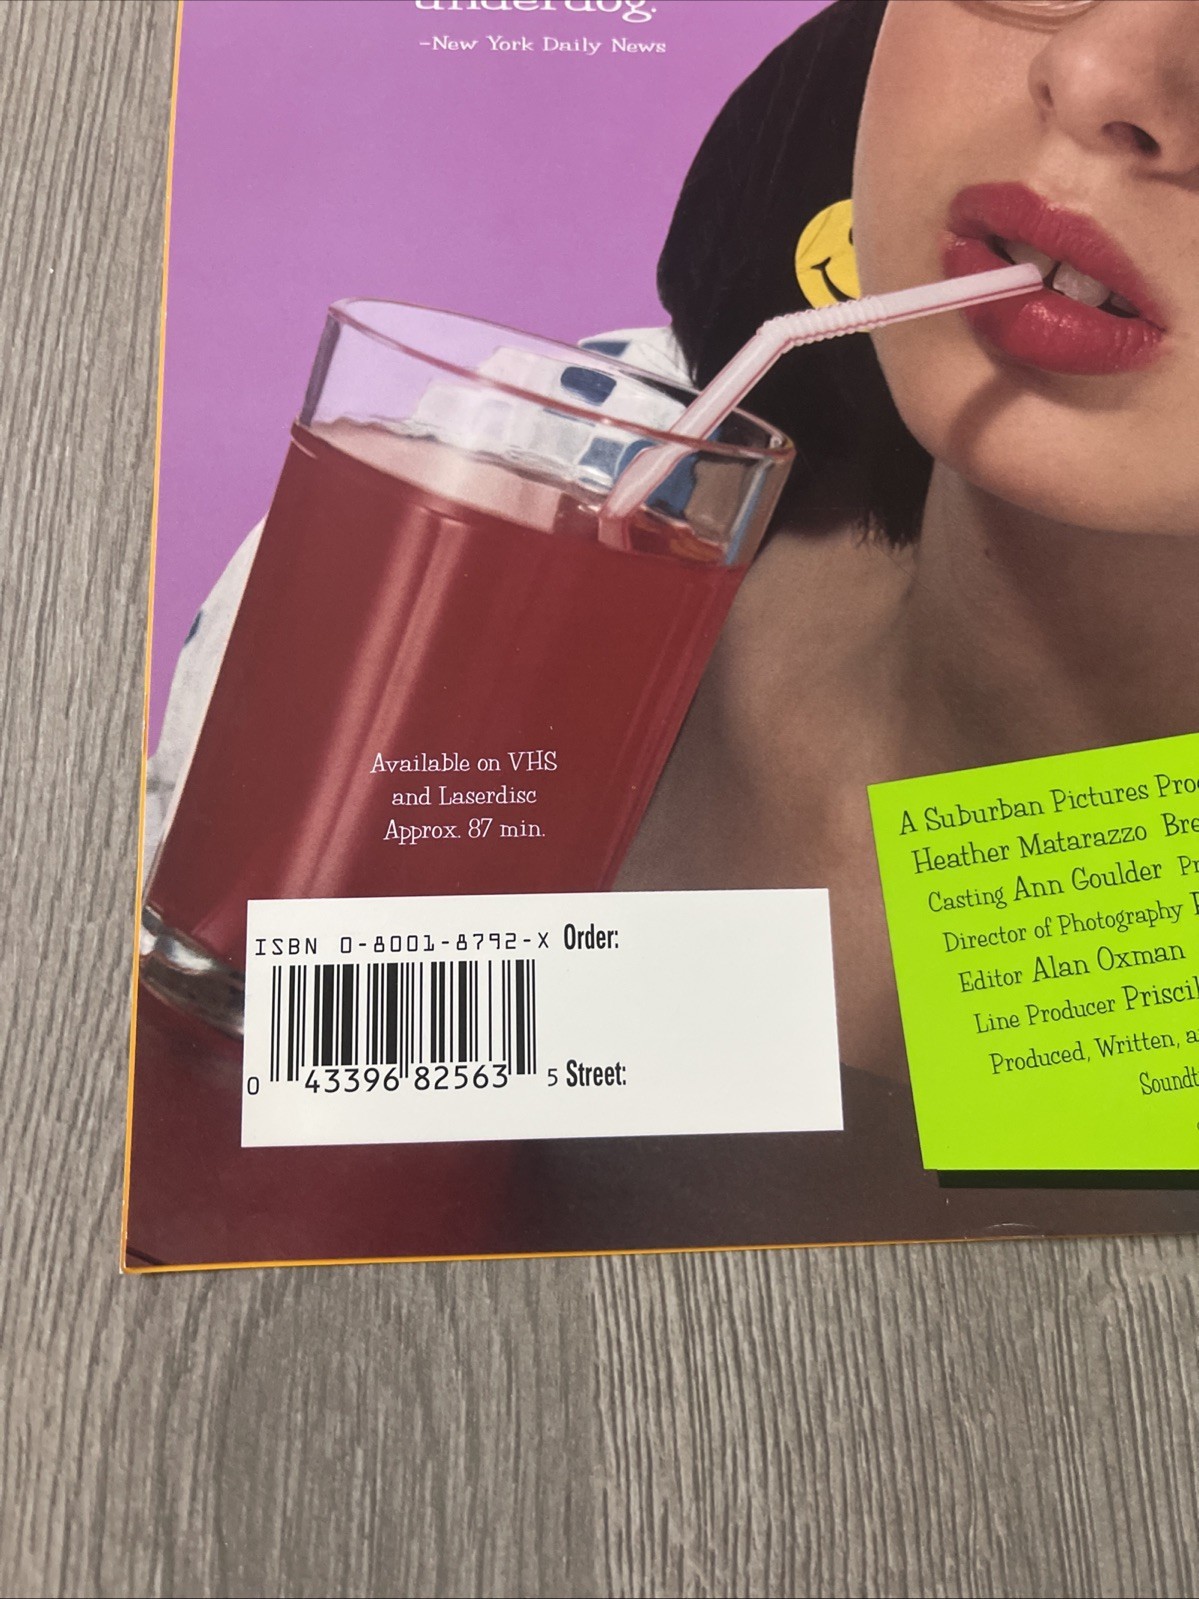 underdog.
-New York Daily News
Available on VHS
and Laserdisc
Approx. 87 min.
ISBN 0-8001-8792-X Order:
0 43396 82563 5 Street:
A Suburban Pictures
Heather Matarazzo
Casting Ann Goulder
Director of Photography
Editor Alan Oxman
Line Producer
Produced, Written,